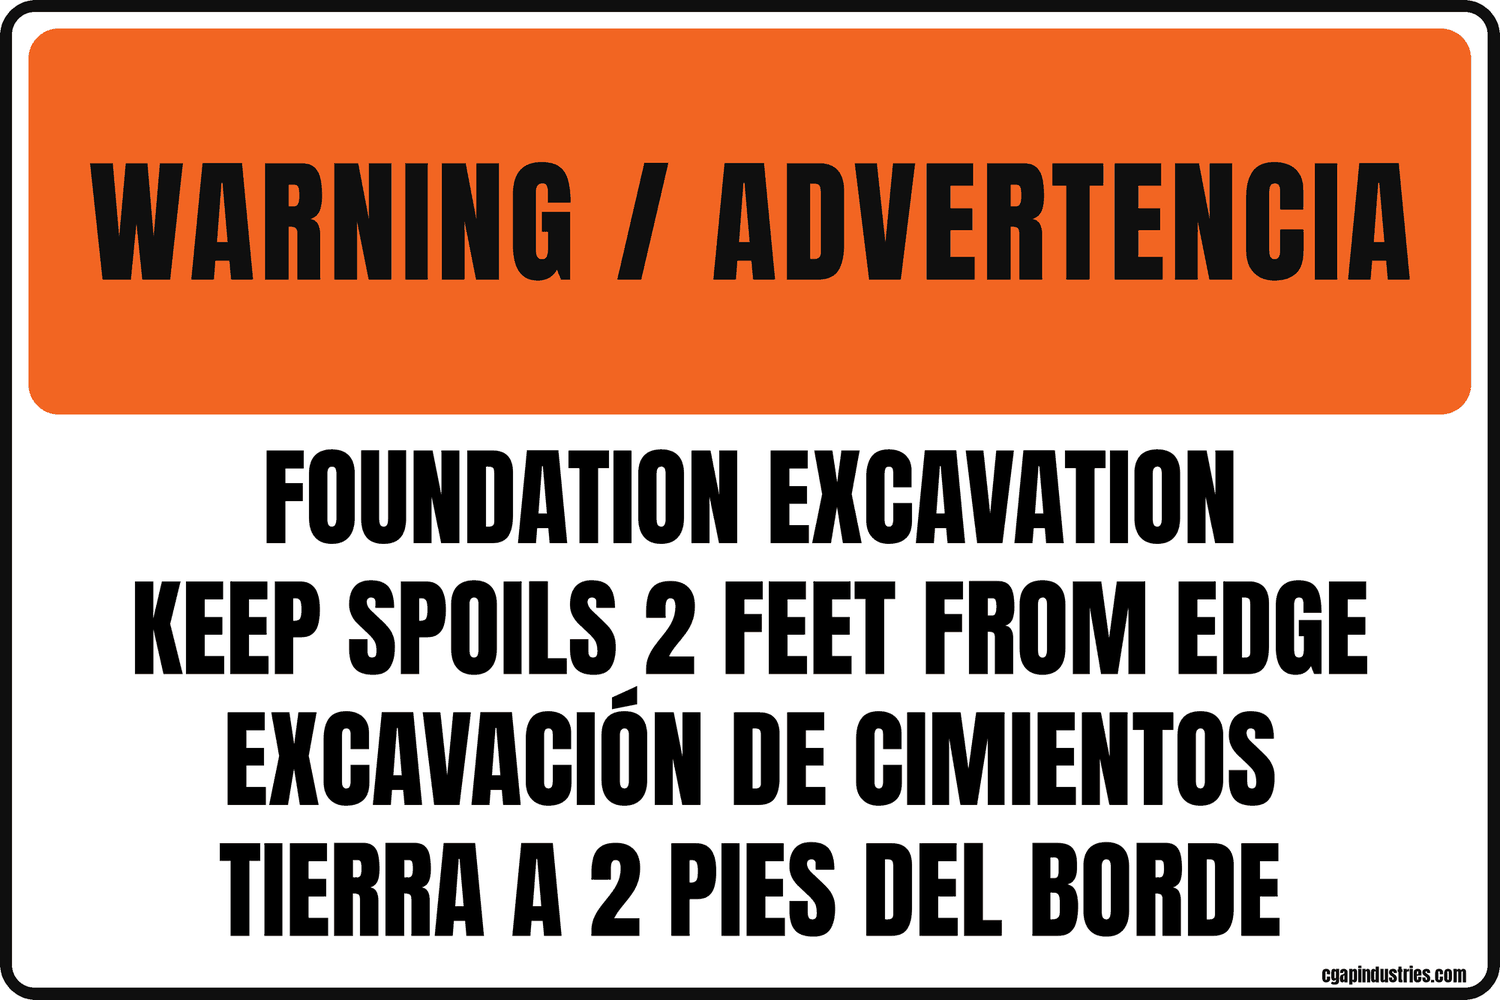 WARNING / ADVERTENCIA
FOUNDATION EXCAVATION
KEEP SPOILS 2 FEET FROM EDGE
EXCAVACIÓN DE CIMIENTOS
TIERRA A 2 PIES DEL BORDE
cgapindustries.com